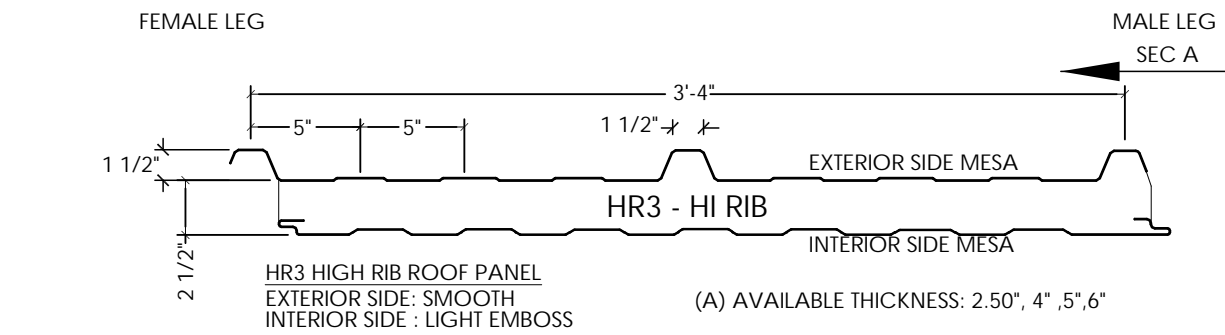 FEMALE LEG
MALE LEG
SEC A
3'-4"
5"
5"
1 1/2"
1 1/2"
EXTERIOR SIDE MESA
HR3 - HI RIB
INTERIOR SIDE MESA
2 1/2"
HR3 HIGH RIB ROOF PANEL
EXTERIOR SIDE: SMOOTH
INTERIOR SIDE : LIGHT EMBOSS
(A) AVAILABLE THICKNESS: 2.50", 4" ,5",6"